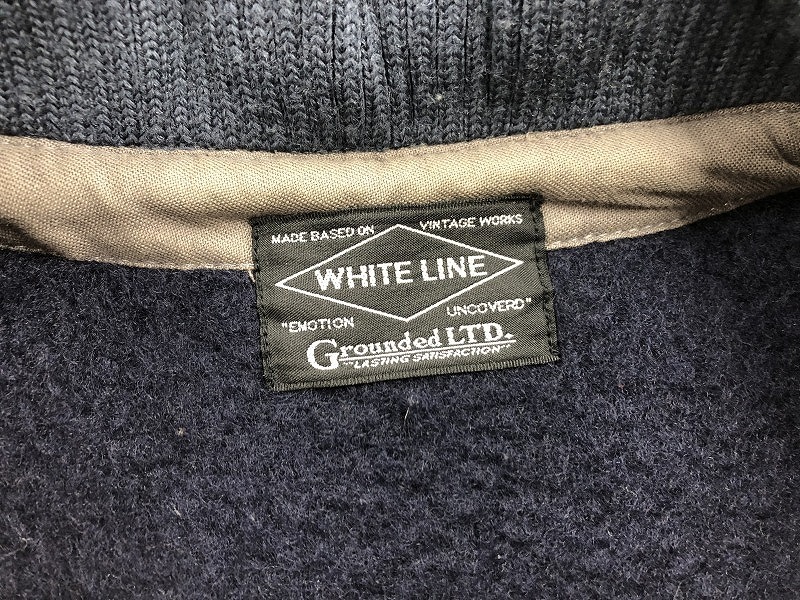 MADE BASED ON VINTAGE WORKS
WHITE LINE
"EMOTION UNCOVERD"
Grounded LTD.
"LASTING SATISFACTION"